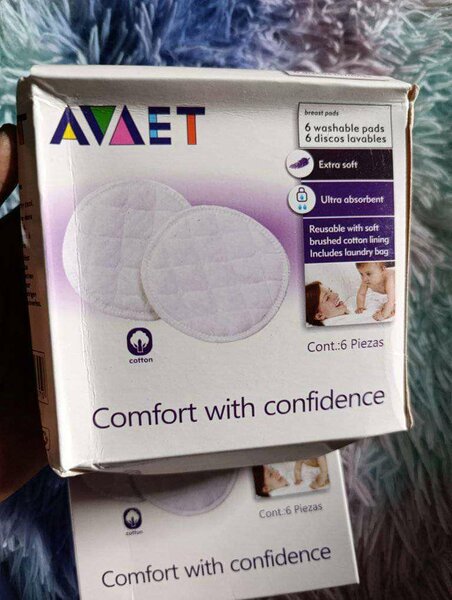 AVAET
breast pads
6 washable pads
6 discos lavables
Extra soft
Ultra absorbent
Reusable with soft
brushed cotton lining
Includes laundry bag
cotton
Cont.:6 Piezas
Comfort with confidence
Cont.:6 Piezas
cotton
Comfort with confidence